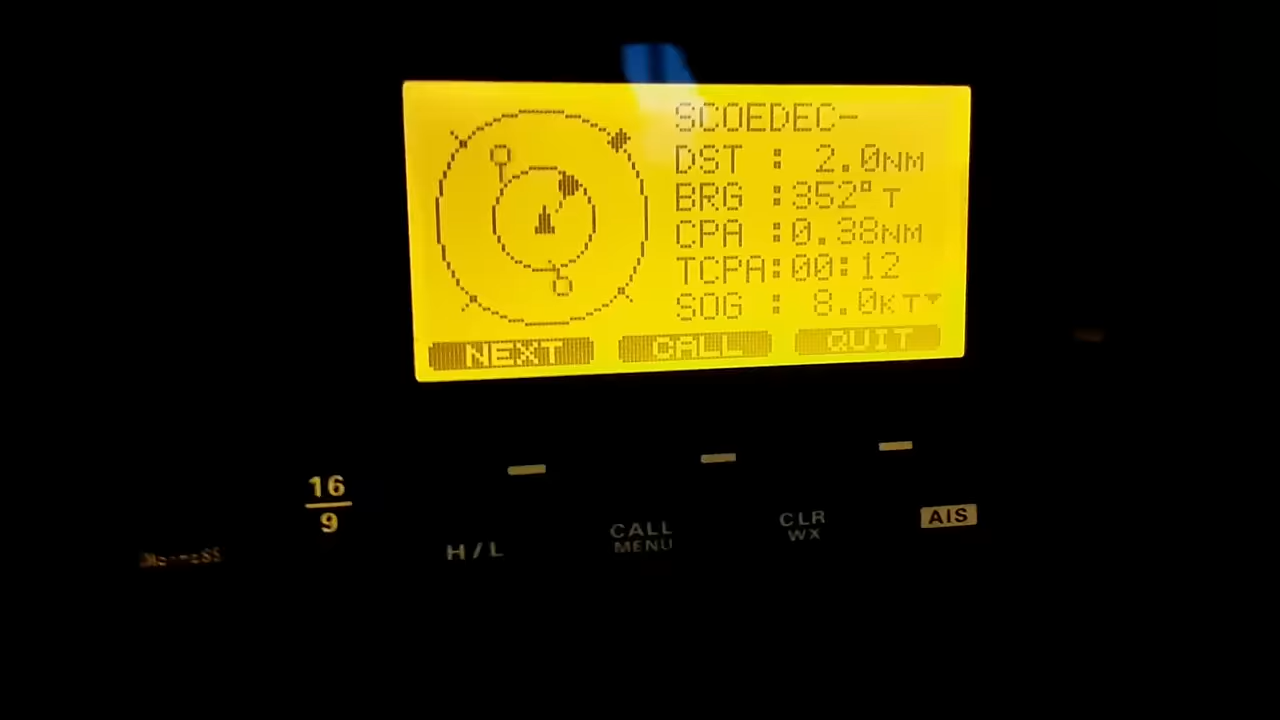 SCOEDEC-
DST : 2.0NM
BRG :352°T
CPA :0.38NM
TCPA:00:12
SOG : 8.0KT
NEXT CALL QUIT
16
9
H/L
CALL
MENU
CLR
WX
AIS